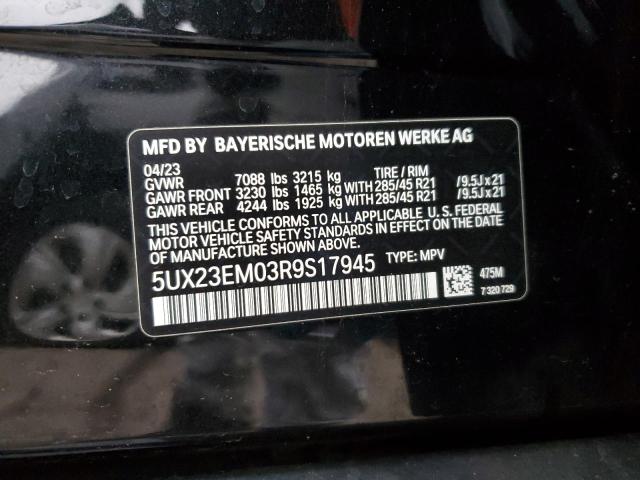 MFD BY BAYERISCHE MOTOREN WERKE AG
04/23
GVWR 7088 lbs 3215 kg TIRE / RIM
GAWR FRONT 3230 lbs 1465 kg WITH 285/45 R21 /9.5J x 21
GAWR REAR 4244 lbs 1925 kg WITH 285/45 R21 /9.5J x 21
THIS VEHICLE CONFORMS TO ALL APPLICABLE U.S. FEDERAL
MOTOR VEHICLE SAFETY STANDARDS IN EFFECT ON THE DATE
OF MANUFACTURE SHOWN ABOVE.
5UX23EM03R9S17945 TYPE: MPV
475M
7 320 729